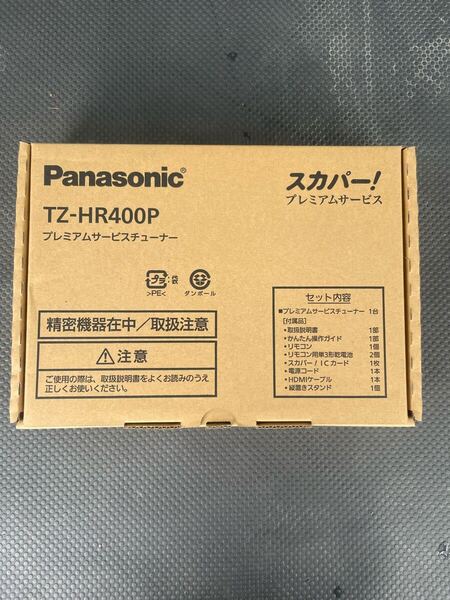 Panasonic®
スカパー!
プレミアムサービス
TZ-HR400P
プレミアムサービスチューナー
プラ
:袋
>PE<
ダンボール
精密機器在中/取扱注意
⚠注意
ご使用の際は、取扱説明書をよくお読みのうえ
正しくお使いください。
セット内容
■プレミアムサービスチューナー 1台
[付属品]
・取扱説明書 1部
・かんたん操作ガイド 1部
・リモコン 1個
・リモコン用単3形乾電池 2個
・スカパー!ICカード 1枚
・電源コード 1本
・HDMIケーブル 1本
・縦置きスタンド 1個